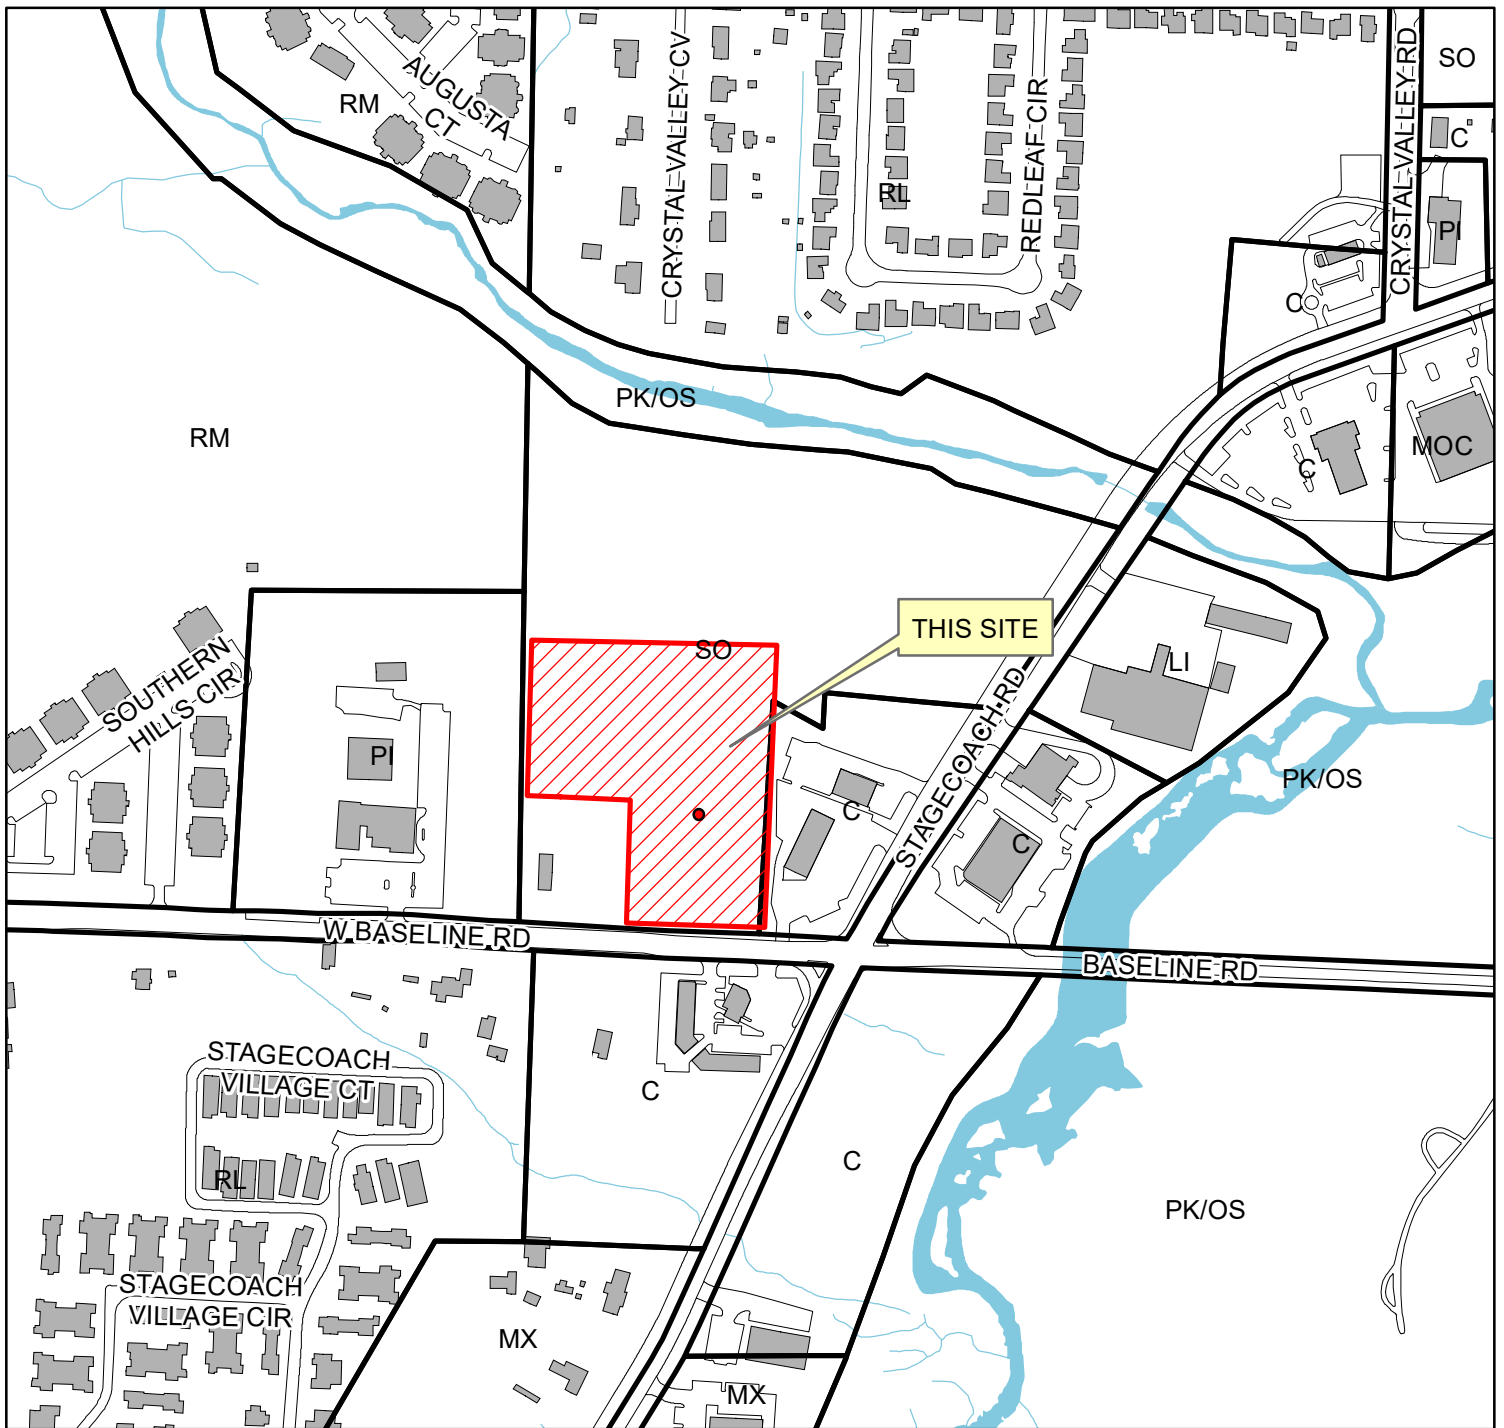 SO
AUGUSTA
CT
RM
CRYSTAL VALLEY CV
REDLEAF CIR
CRYSTAL VALLEY RD
C
RL
PI
C
PK/OS
RM
C
MOC
THIS SITE
SO
LI
SOUTHERN
HILLS CIR
PI
STAGECOACH RD
PK/OS
C
C
W BASELINE RD
BASELINE RD
STAGECOACH
VILLAGE CT
C
C
RL
PK/OS
STAGECOACH
VILLAGE CIR
MX
MX